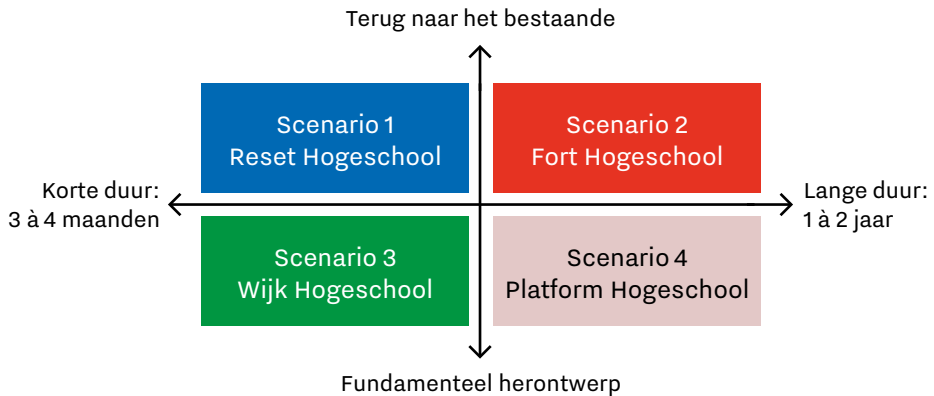 Terug naar het bestaande
Scenario 1
Reset Hogeschool
Scenario 2
Fort Hogeschool
Korte duur:
3 à 4 maanden
Lange duur:
1 à 2 jaar
Scenario 3
Wijk Hogeschool
Scenario 4
Platform Hogeschool
Fundamenteel herontwerp